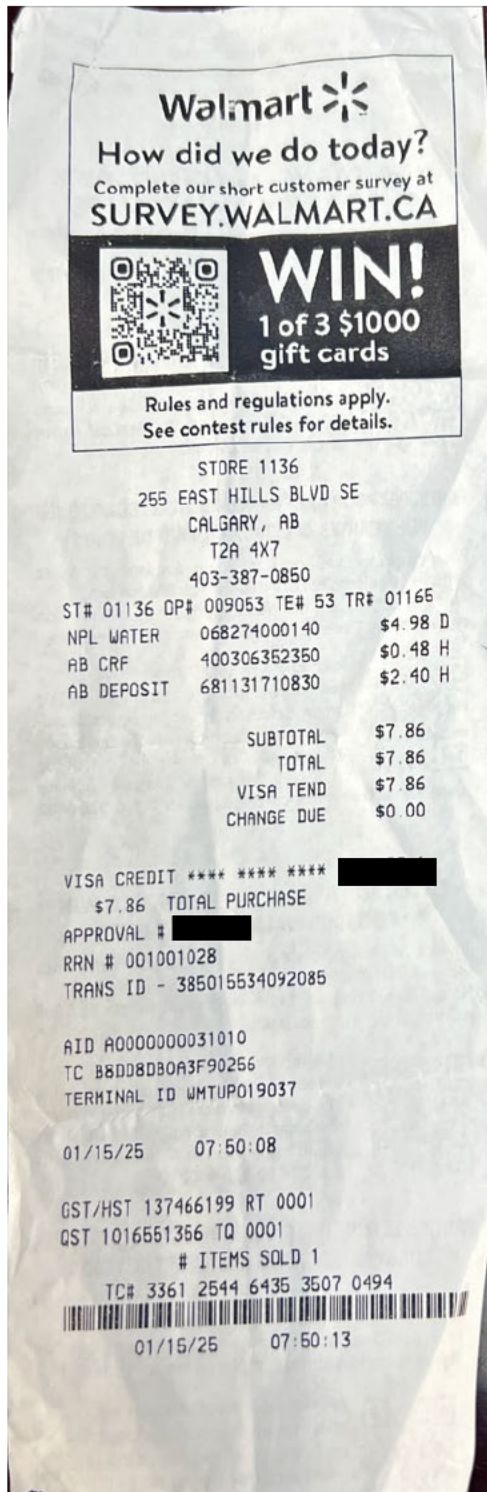 Walmart
How did we do today?
Complete our short customer survey at
SURVEY.WALMART.CA
WIN!
1 of 3 $1000
gift cards
Rules and regulations apply.
See contest rules for details.
STORE 1136
255 EAST HILLS BLVD SE
CALGARY, AB
T2A 4X7
403-387-0850
ST# 01136 OP# 009053 TE# 53 TR# 01165
NPL WATER 068274000140 $4.98 D
AB CRF 400306352350 $0.48 H
AB DEPOSIT 681131710830 $2.40 H
SUBTOTAL $7.86
TOTAL $7.86
VISA TEND $7.86
CHANGE DUE $0.00
VISA CREDIT **** **** ****
$7.86 TOTAL PURCHASE
APPROVAL #
RRN # 001001028
TRANS ID - 385015534092085
AID A0000000031010
TC B8DD8DB0A3F90256
TERMINAL ID WMTUP019037
01/15/25 07:50:08
GST/HST 137466199 RT 0001
QST 1016551356 TQ 0001
# ITEMS SOLD 1
TC# 3361 2544 6435 3507 0494
01/15/25 07:50:13